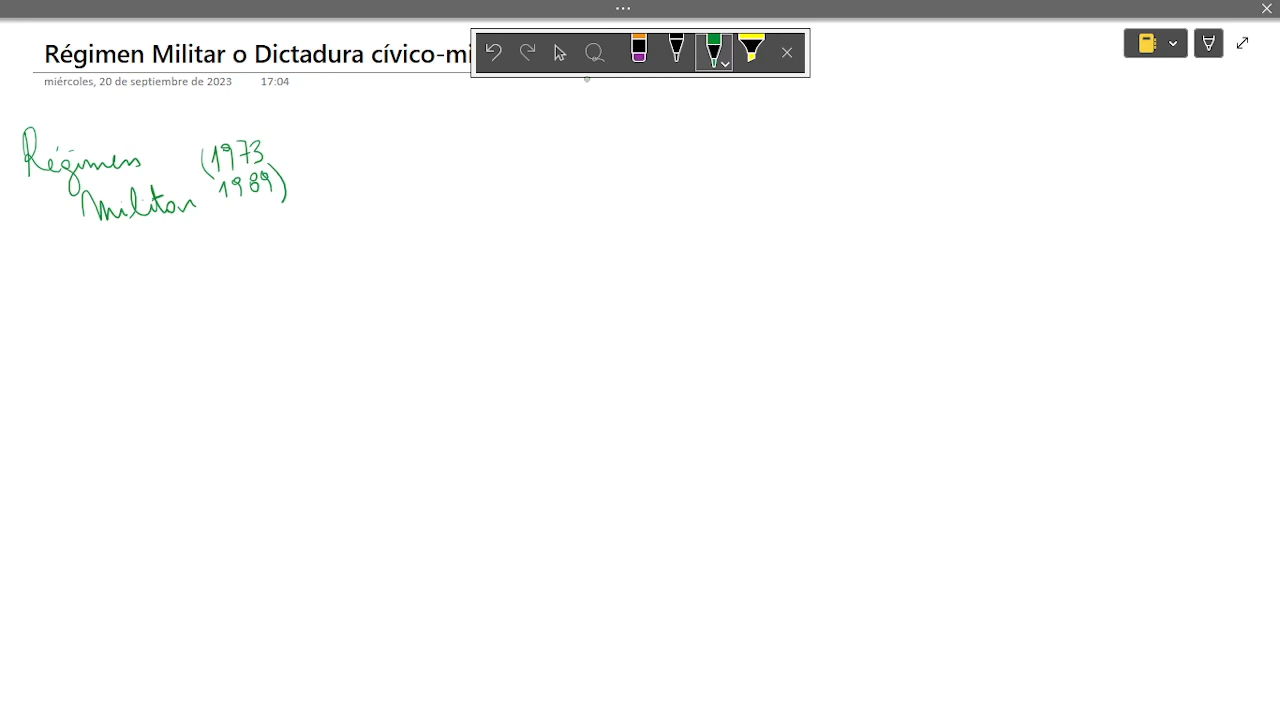 Régimen Militar o Dictadura cívico-mi
miércoles, 20 de septiembre de 2023 17:04
Régimen (1973
Militar 1989)